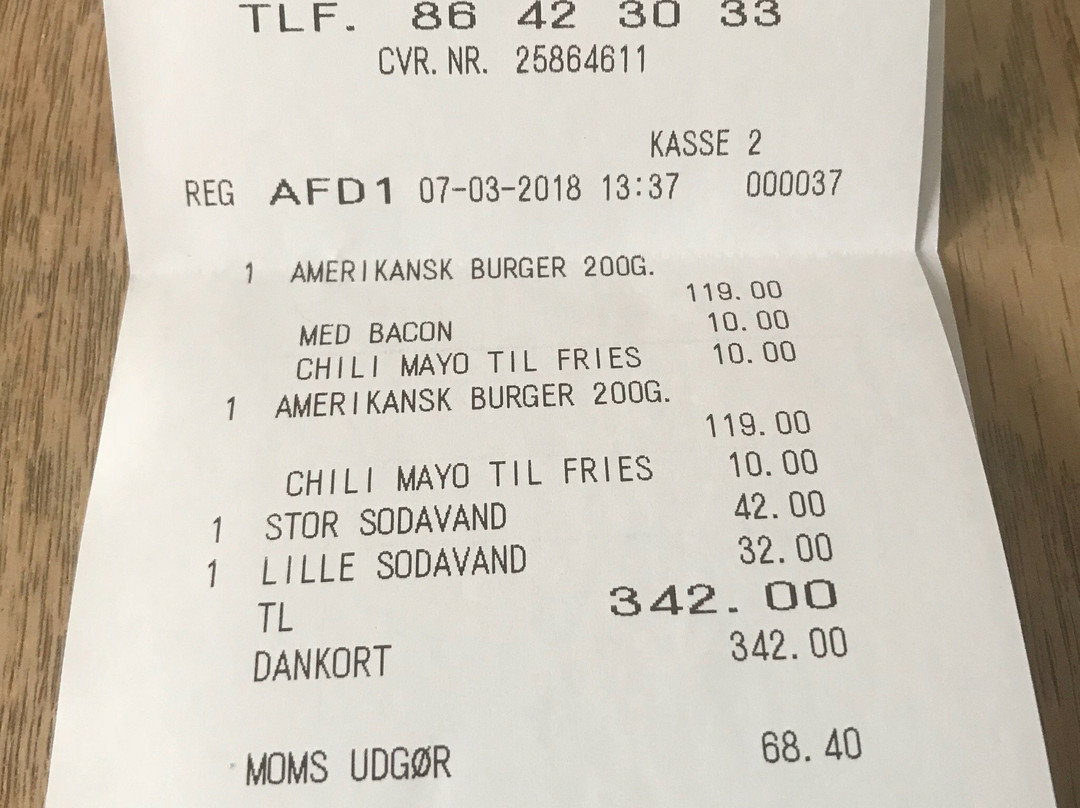 TLF. 86 42 30 33
CVR. NR. 25864611
KASSE 2
REG AFD1 07-03-2018 13:37 000037
1 AMERIKANSK BURGER 200G.
119.00
MED BACON 10.00
CHILI MAYO TIL FRIES 10.00
1 AMERIKANSK BURGER 200G.
119.00
CHILI MAYO TIL FRIES 10.00
1 STOR SODAVAND 42.00
1 LILLE SODAVAND 32.00
TL 342.00
DANKORT 342.00
MOMS UDGØR 68.40